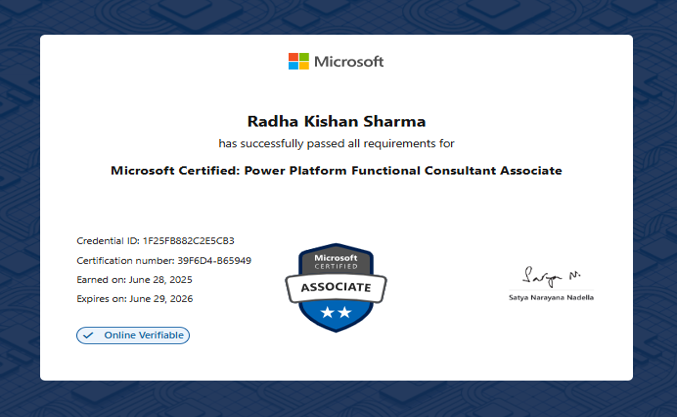 Microsoft
Radha Kishan Sharma
has successfully passed all requirements for
Microsoft Certified: Power Platform Functional Consultant Associate
Credential ID: 1F25FB882C2E5CB3
Certification number: 39F6D4-B65949
Earned on: June 28, 2025
Expires on: June 29, 2026
Online Verifiable
Microsoft
CERTIFIED
ASSOCIATE
Satya N.
Satya Narayana Nadella